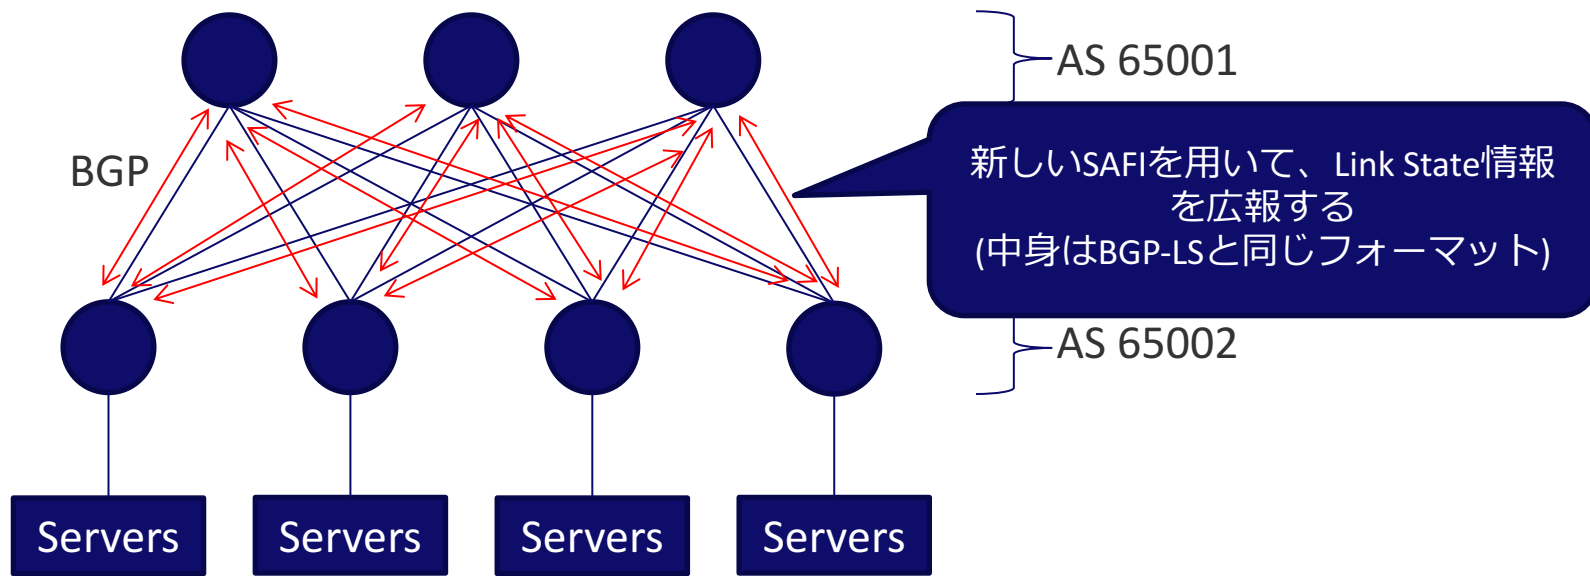 AS 65001
BGP
新しいSAFIを用いて、Link State情報
を広報する
(中身はBGP-LSと同じフォーマット)
AS 65002
Servers
Servers
Servers
Servers